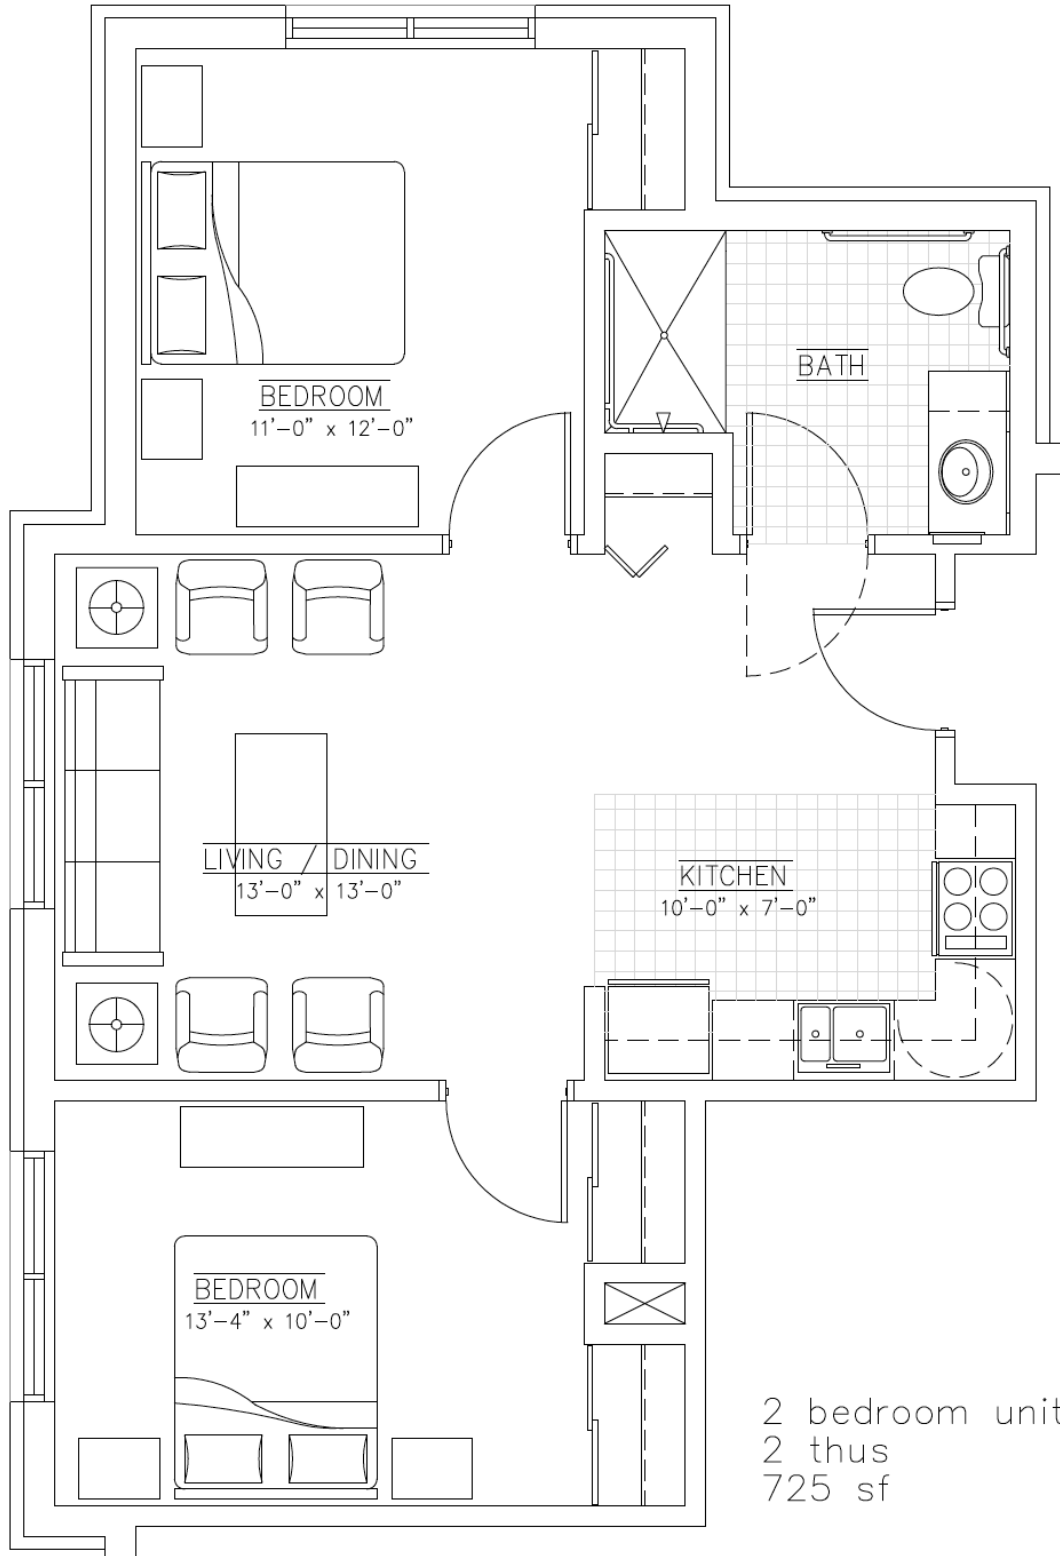 BEDROOM
11'-0" x 12'-0"
BATH
LIVING / DINING
13'-0" x 13'-0"
KITCHEN
10'-0" x 7'-0"
BEDROOM
13'-4" x 10'-0"
2 bedroom unit
2 thus
725 sf